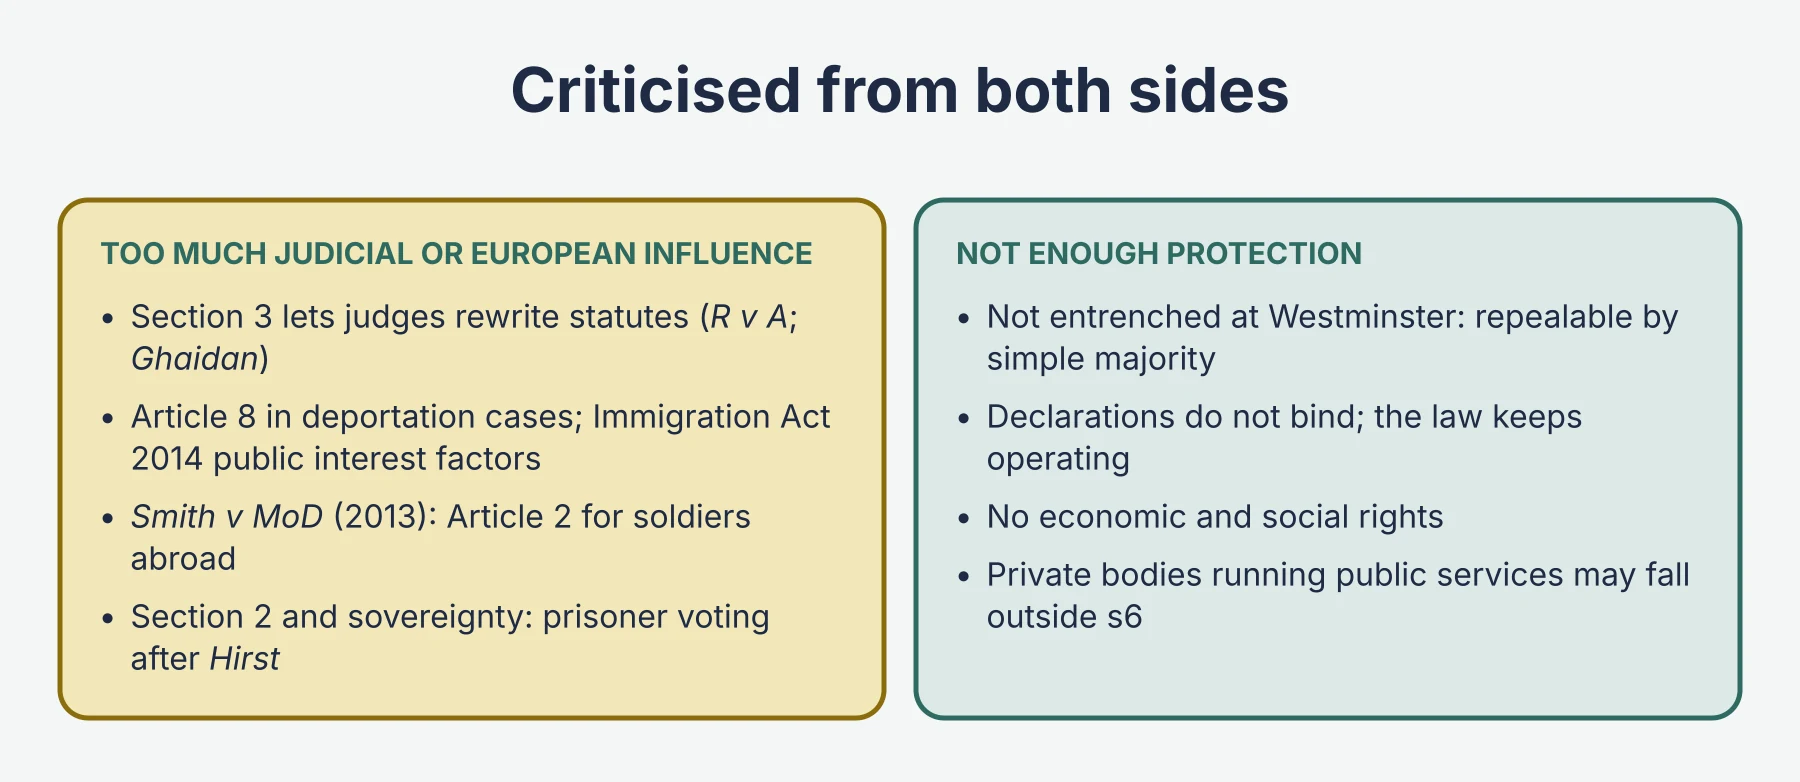 Criticised from both sides
TOO MUCH JUDICIAL OR EUROPEAN INFLUENCE
• Section 3 lets judges rewrite statutes (R v A;
Ghaidan)
• Article 8 in deportation cases; Immigration Act
2014 public interest factors
• Smith v MoD (2013): Article 2 for soldiers
abroad
• Section 2 and sovereignty: prisoner voting
after Hirst
NOT ENOUGH PROTECTION
• Not entrenched at Westminster: repealable by
simple majority
• Declarations do not bind; the law keeps
operating
• No economic and social rights
• Private bodies running public services may fall
outside s6